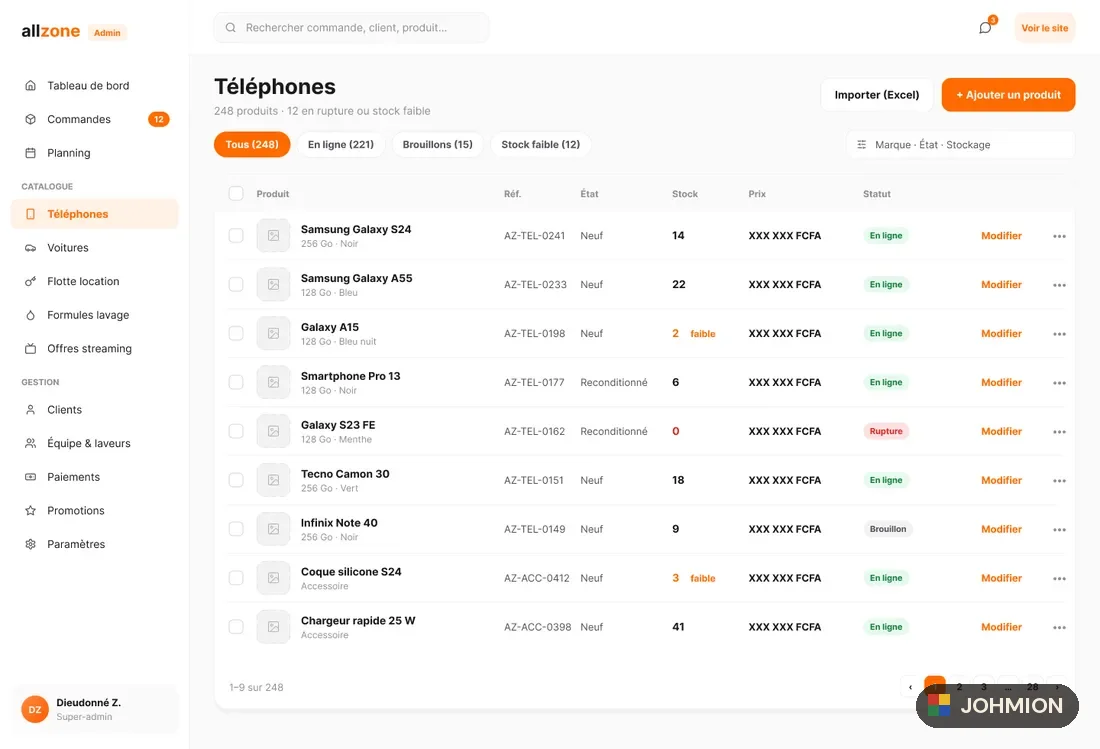 allzone Admin
Rechercher commande, client, produit...
3
Voir le site
Tableau de bord
Commandes 12
Planning
CATALOGUE
Téléphones
Voitures
Flotte location
Formules lavage
Offres streaming
GESTION
Clients
Équipe & laveurs
Paiements
Promotions
Paramètres
DZ
Dieudonné Z.
Super-admin
Téléphones
248 produits · 12 en rupture ou stock faible
Importer (Excel)
+ Ajouter un produit
Tous (248) En ligne (221) Brouillons (15) Stock faible (12)
Marque · État · Stockage
Produit Réf. État Stock Prix Statut
Samsung Galaxy S24
256 Go · Noir
AZ-TEL-0241 Neuf 14 XXX XXX FCFA En ligne Modifier
Samsung Galaxy A55
128 Go · Bleu
AZ-TEL-0233 Neuf 22 XXX XXX FCFA En ligne Modifier
Galaxy A15
128 Go · Bleu nuit
AZ-TEL-0198 Neuf 2 faible XXX XXX FCFA En ligne Modifier
Smartphone Pro 13
128 Go · Noir
AZ-TEL-0177 Reconditionné 6 XXX XXX FCFA En ligne Modifier
Galaxy S23 FE
128 Go · Menthe
AZ-TEL-0162 Reconditionné 0 XXX XXX FCFA Rupture Modifier
Tecno Camon 30
256 Go · Vert
AZ-TEL-0151 Neuf 18 XXX XXX FCFA En ligne Modifier
Infinix Note 40
256 Go · Noir
AZ-TEL-0149 Neuf 9 XXX XXX FCFA Brouillon Modifier
Coque silicone S24
Accessoire
AZ-ACC-0412 Neuf 3 faible XXX XXX FCFA En ligne Modifier
Chargeur rapide 25 W
Accessoire
AZ-ACC-0398 Neuf 41 XXX XXX FCFA En ligne Modifier
1–9 sur 248
‹ 1 2 3 … 28 ›
JOHMION